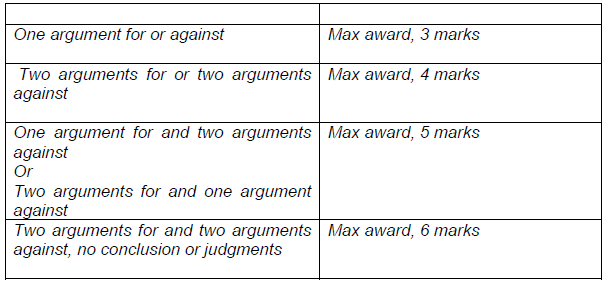 One argument for or against
Max award, 3 marks
Two arguments for or two arguments
against
Max award, 4 marks
One argument for and two arguments
against
Or
Two arguments for and one argument
against
Max award, 5 marks
Two arguments for and two arguments
against, no conclusion or judgments
Max award, 6 marks